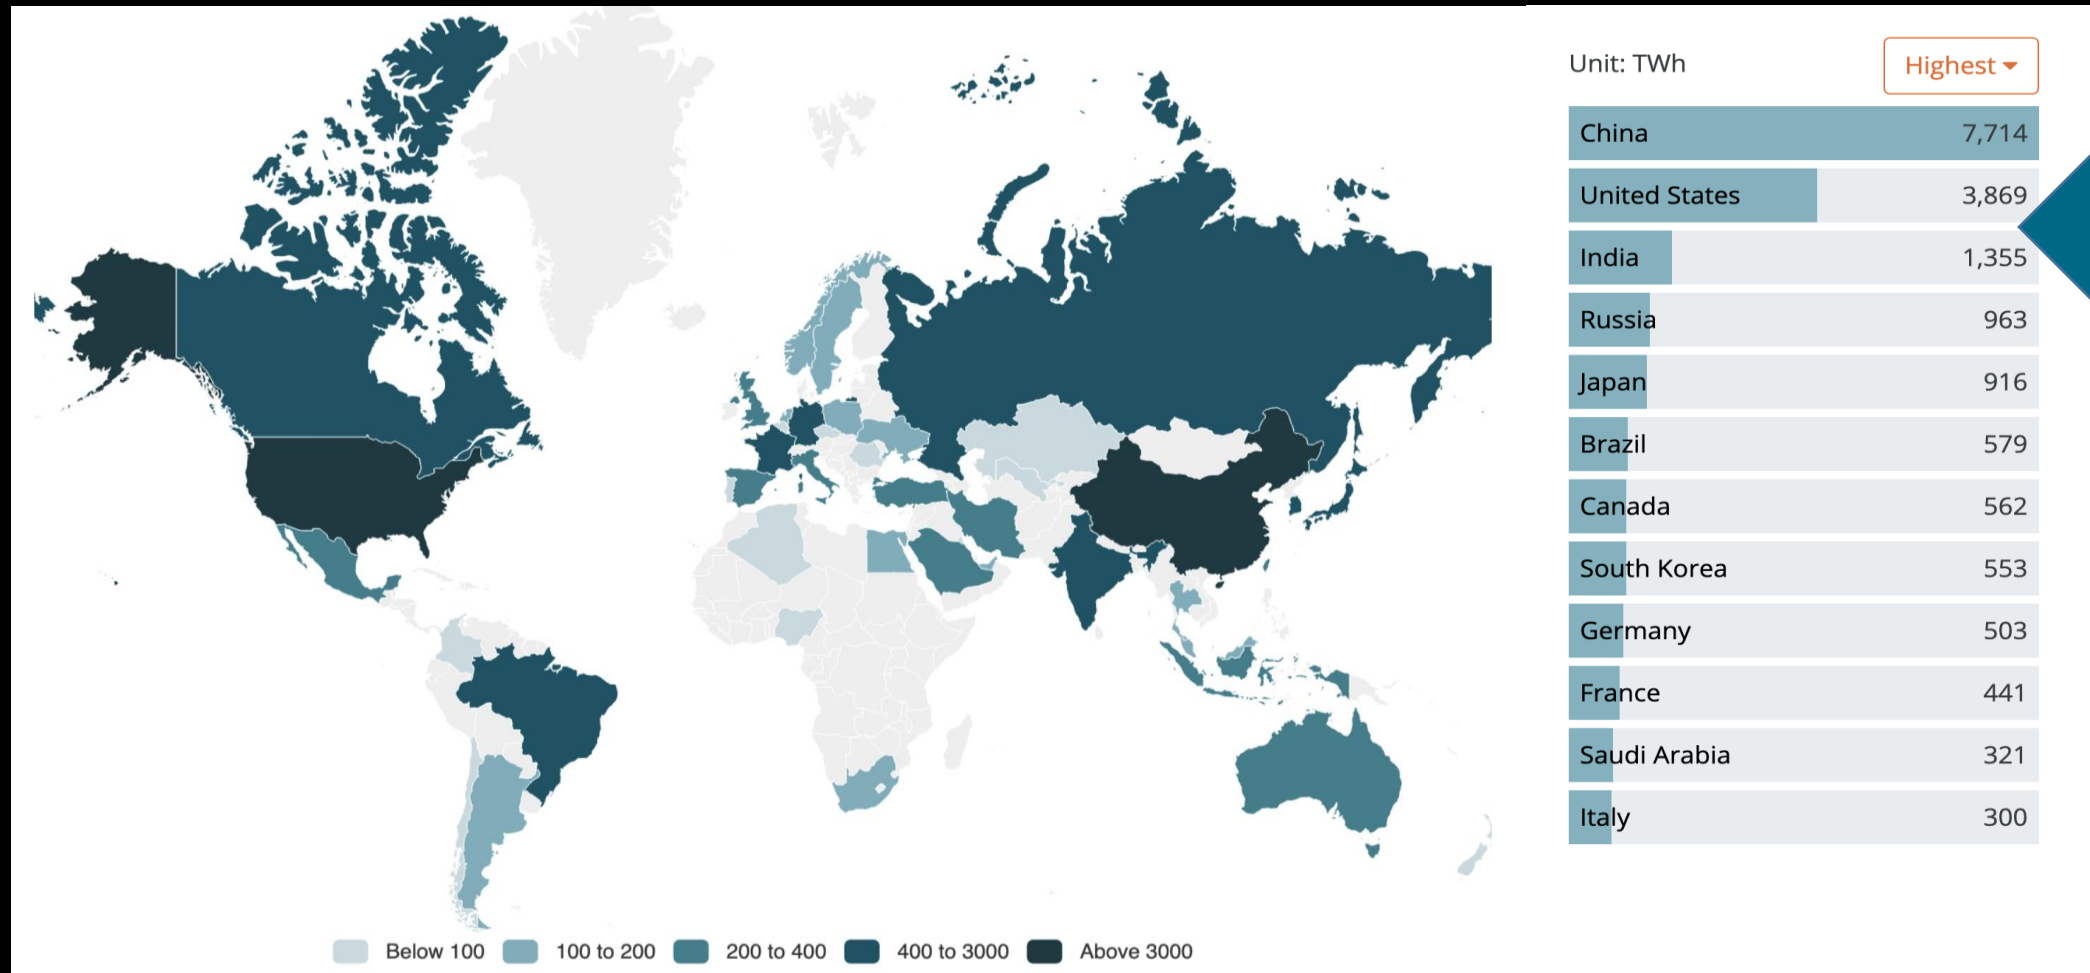 Unit: TWh
Highest
China 7,714
United States 3,869
India 1,355
Russia 963
Japan 916
Brazil 579
Canada 562
South Korea 553
Germany 503
France 441
Saudi Arabia 321
Italy 300
Below 100 100 to 200 200 to 400 400 to 3000 Above 3000